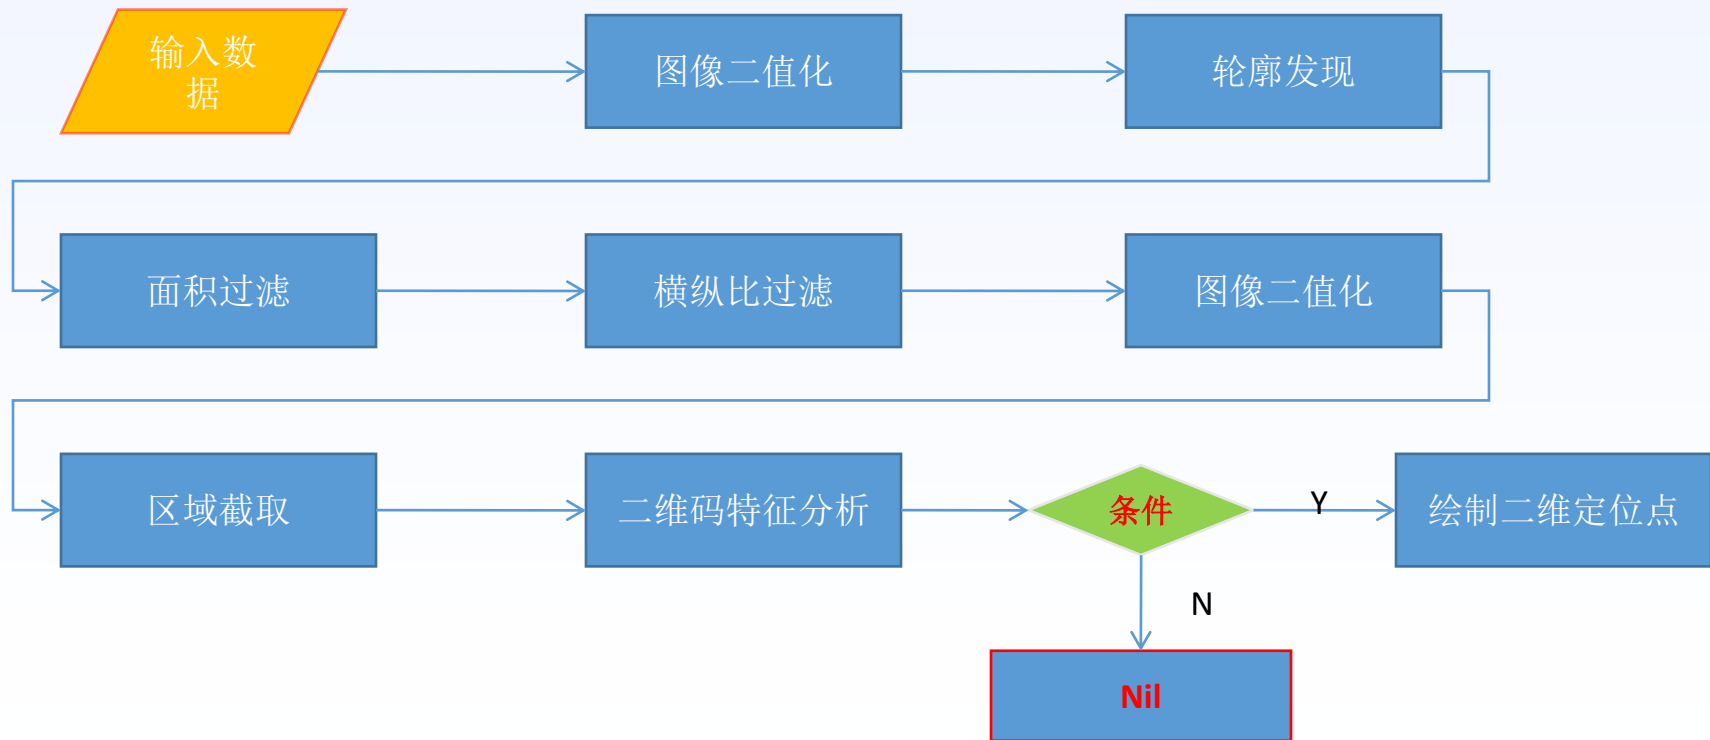 输入数
据
图像二值化
轮廓发现
面积过滤
横纵比过滤
图像二值化
区域截取
二维码特征分析
条件
Y
绘制二维定位点
N
Nil